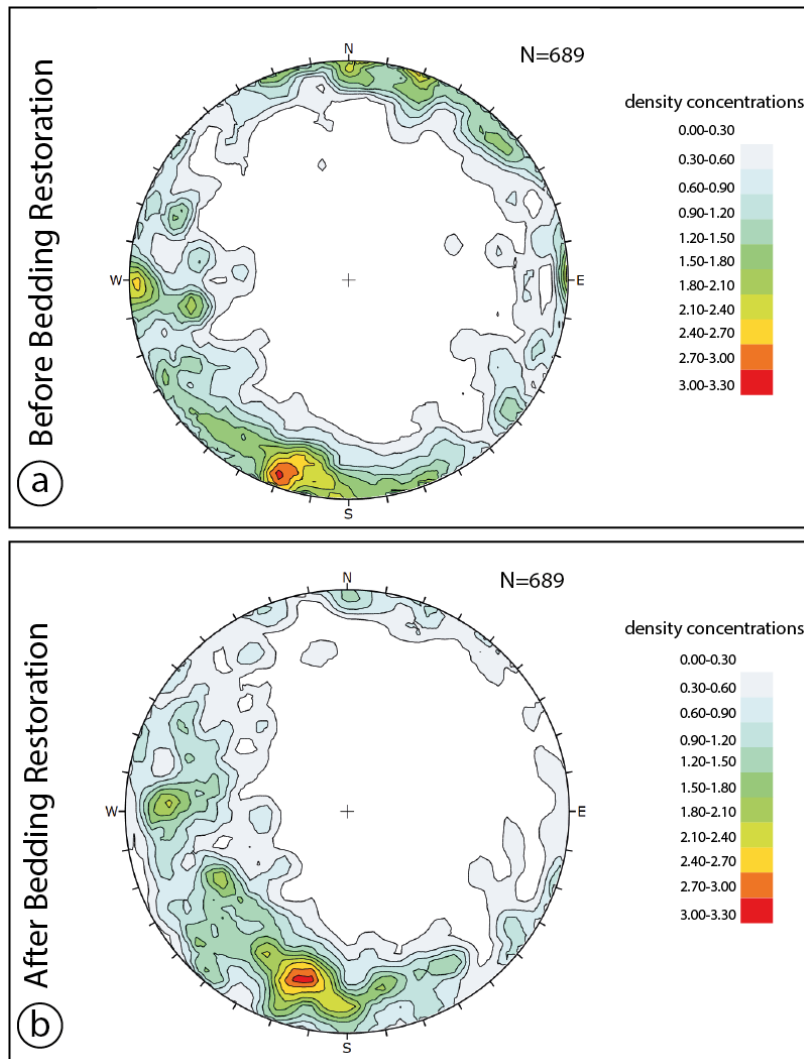 Before Bedding Restoration
a
N=689
N
W
E
S
density concentrations
0.00-0.30
0.30-0.60
0.60-0.90
0.90-1.20
1.20-1.50
1.50-1.80
1.80-2.10
2.10-2.40
2.40-2.70
2.70-3.00
3.00-3.30
After Bedding Restoration
b
N=689
N
W
E
S
density concentrations
0.00-0.30
0.30-0.60
0.60-0.90
0.90-1.20
1.20-1.50
1.50-1.80
1.80-2.10
2.10-2.40
2.40-2.70
2.70-3.00
3.00-3.30